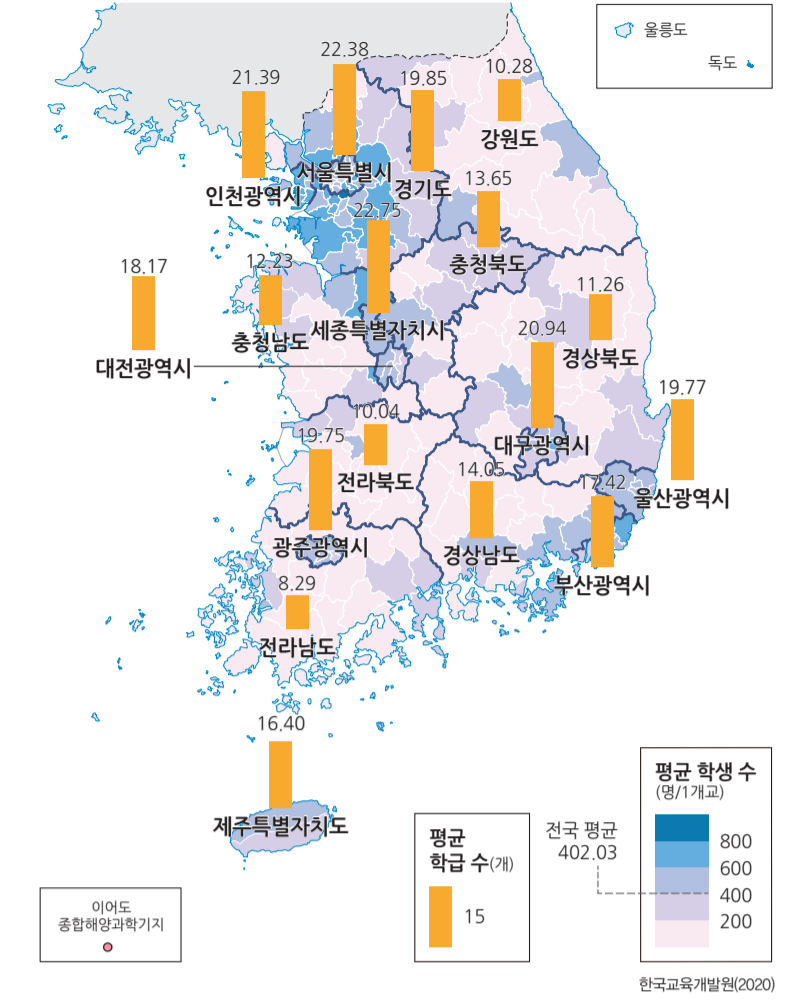 울릉도
독도
22.38
서울특별시
21.39
인천광역시
19.85
경기도
10.28
강원도
13.65
충청북도
22.75
세종특별자치시
12.23
충청남도
18.17
대전광역시
11.26
경상북도
20.94
대구광역시
19.77
울산광역시
10.04
전라북도
19.75
광주광역시
14.05
경상남도
17.42
부산광역시
8.29
전라남도
16.40
제주특별자치도
이어도
종합해양과학기지
평균
학급 수(개)
15
전국 평균
402.03
평균 학생 수
(명/1개교)
800
600
400
200
한국교육개발원(2020)